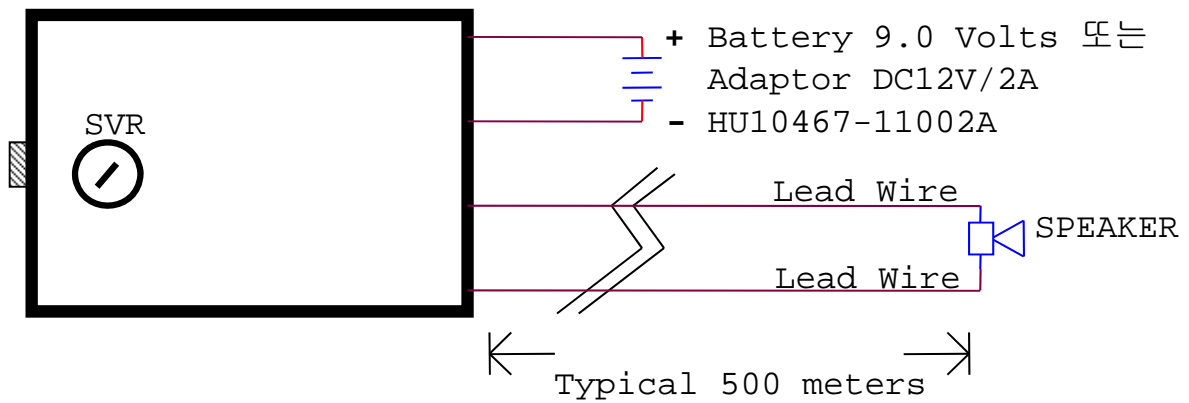 + Battery 9.0 Volts 또는
Adaptor DC12V/2A
- HU10467-11002A
SVR
Lead Wire
SPEAKER
Lead Wire
Typical 500 meters